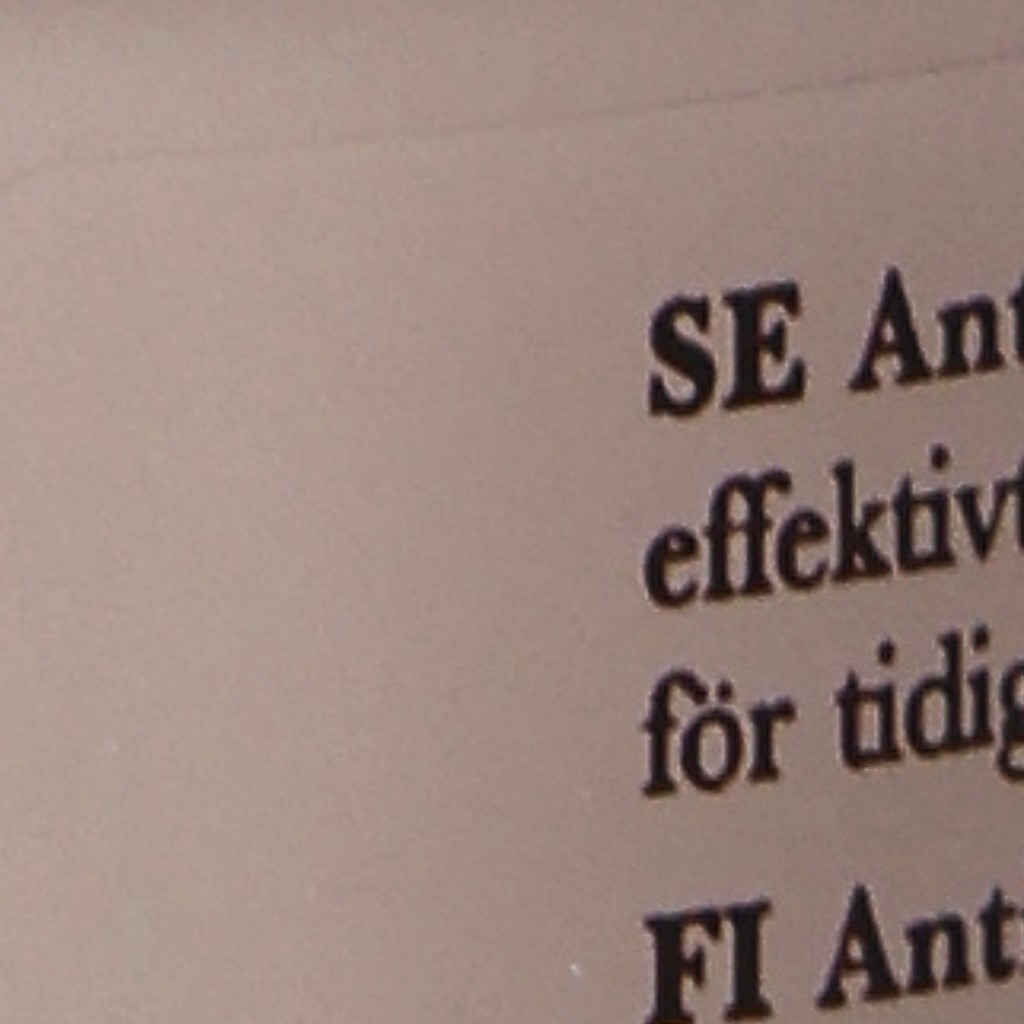 SE Ant
effektivt
för tidig
FI Ant